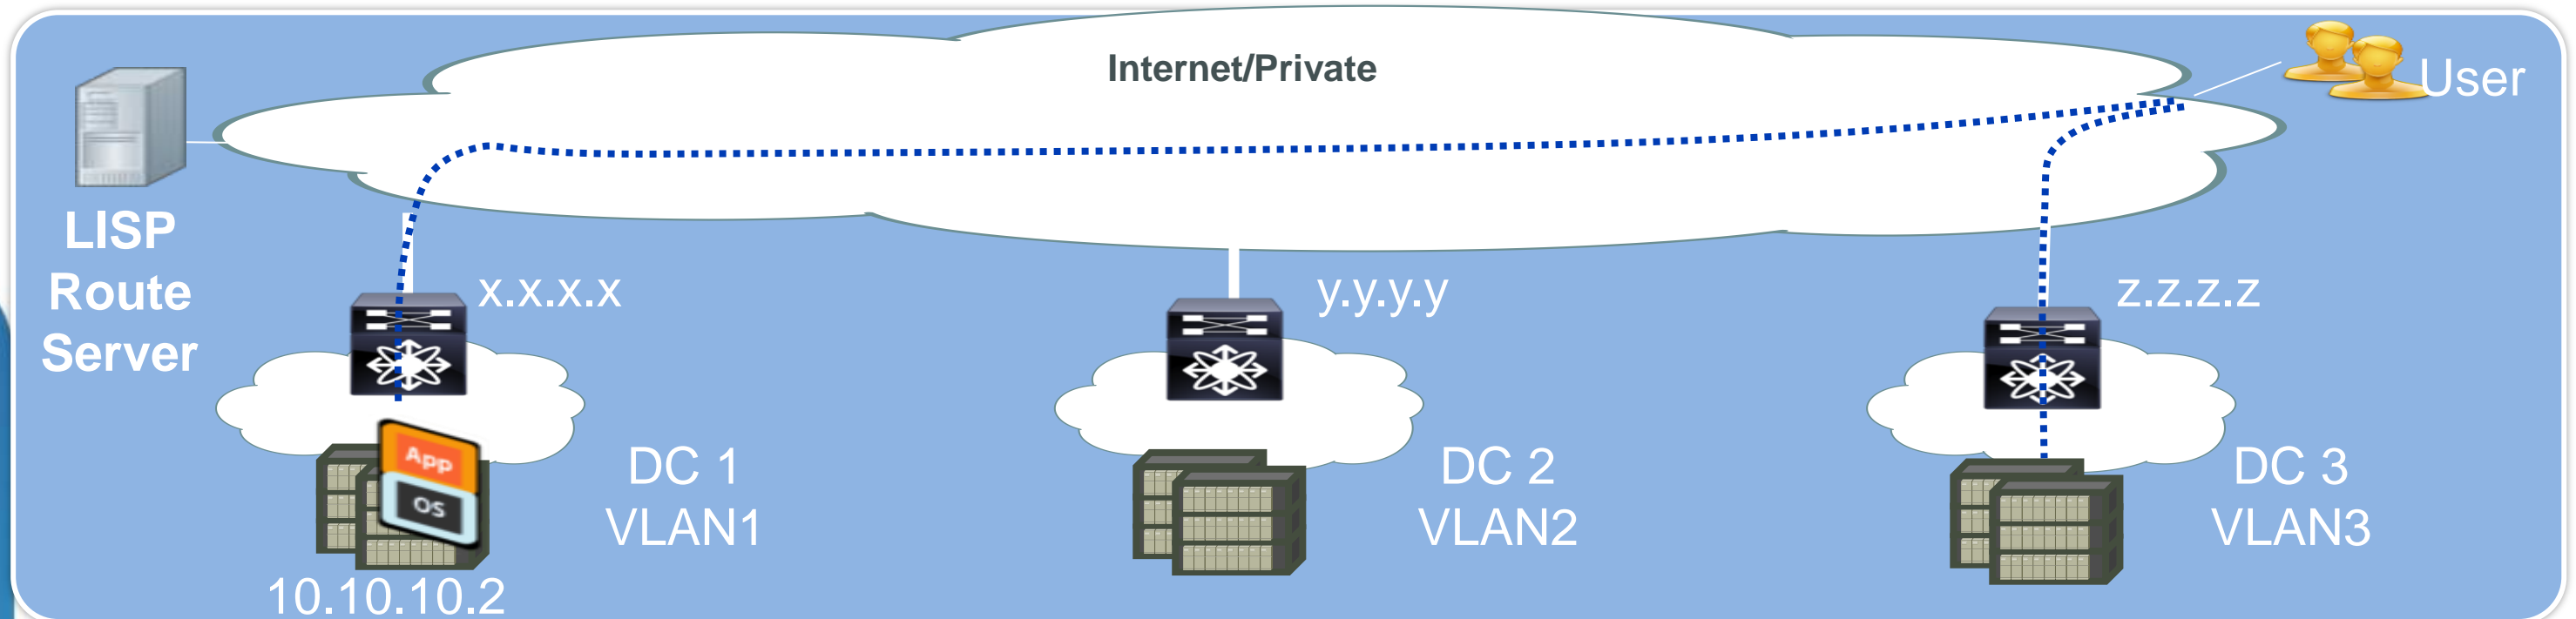 Internet/Private
User
LISP
Route
Server
x.x.x.x
y.y.y.y
z.z.z.z
App
OS
DC 1
VLAN1
DC 2
VLAN2
DC 3
VLAN3
10.10.10.2